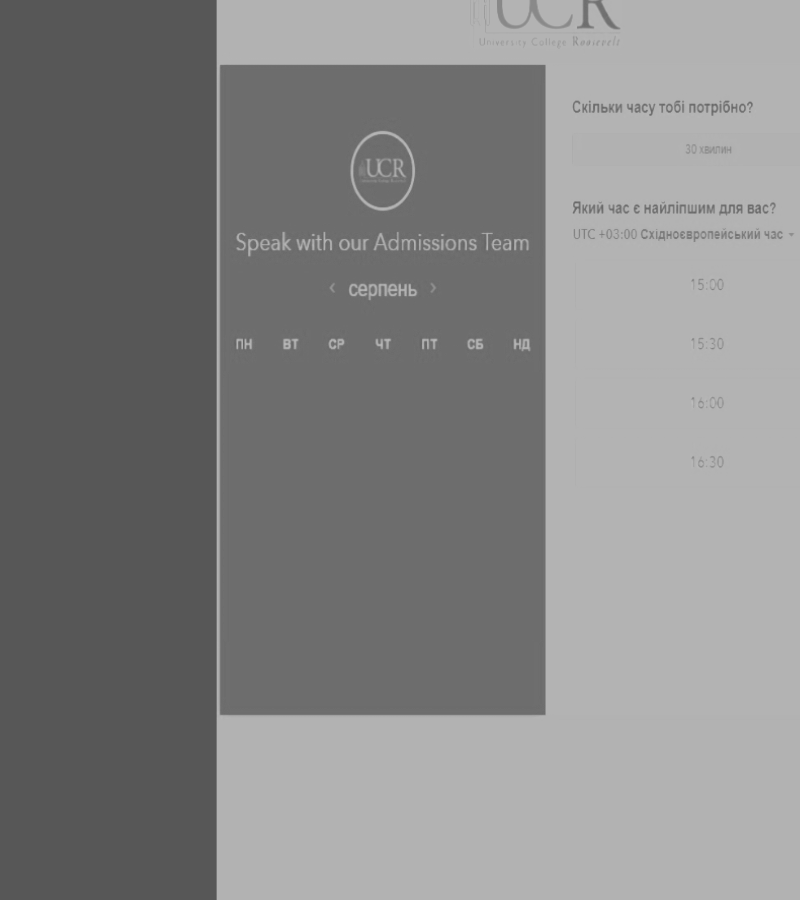 UCR
University College Roosevelt
UCR
Speak with our Admissions Team
‹ серпень ›
ПН ВТ СР ЧТ ПТ СБ НД
Скільки часу тобі потрібно?
30 хвилин
Який час є найліпшим для вас?
UTC +03:00 Східноєвропейський час
15:00
15:30
16:00
16:30